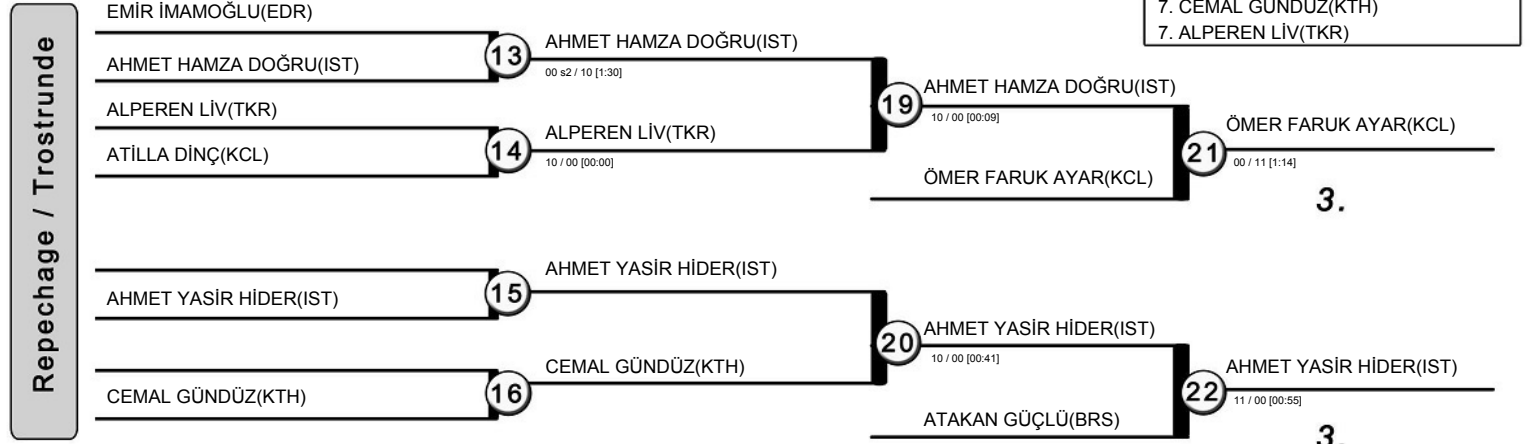 Repechage / Trostrunde
EMİR İMAMOĞLU(EDR)
AHMET HAMZA DOĞRU(IST)
13
AHMET HAMZA DOĞRU(IST)
00 s2 / 10 [1:30]
ALPEREN LİV(TKR)
ATİLLA DİNÇ(KCL)
14
ALPEREN LİV(TKR)
10 / 00 [00:00]
19
AHMET HAMZA DOĞRU(IST)
10 / 00 [00:09]
ÖMER FARUK AYAR(KCL)
21
ÖMER FARUK AYAR(KCL)
00 / 11 [1:14]
3.
AHMET YASİR HİDER(IST)
15
AHMET YASİR HİDER(IST)
CEMAL GÜNDÜZ(KTH)
16
CEMAL GÜNDÜZ(KTH)
20
AHMET YASİR HİDER(IST)
10 / 00 [00:41]
ATAKAN GÜÇLÜ(BRS)
22
AHMET YASİR HİDER(IST)
11 / 00 [00:55]
3.
7. CEMAL GÜNDÜZ(KTH)
7. ALPEREN LİV(TKR)